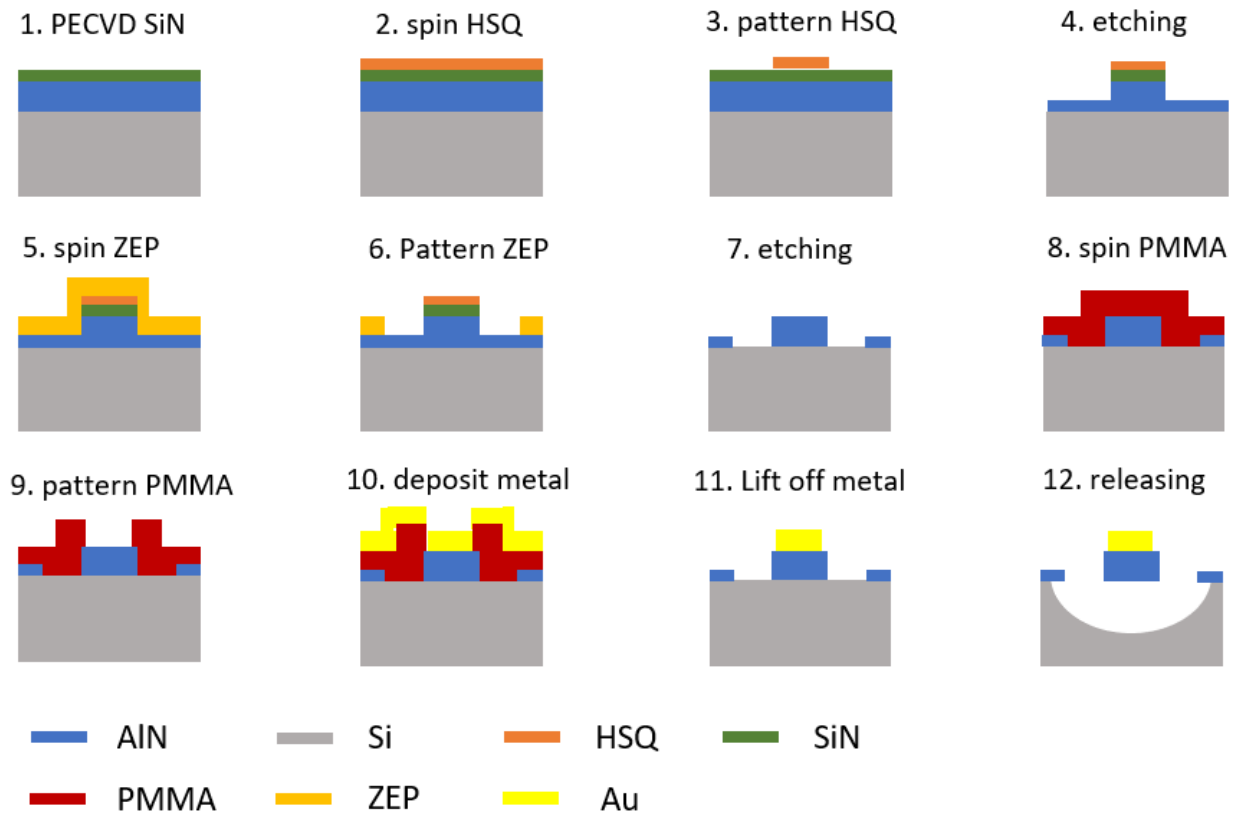 1. PECVD SiN
2. spin HSQ
3. pattern HSQ
4. etching
5. spin ZEP
6. Pattern ZEP
7. etching
8. spin PMMA
9. pattern PMMA
10. deposit metal
11. Lift off metal
12. releasing
AlN
Si
HSQ
SiN
PMMA
ZEP
Au